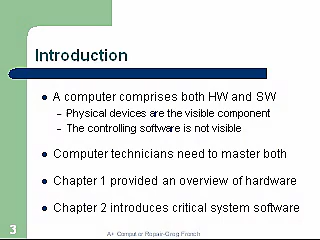 Introduction
● A computer comprises both HW and SW
– Physical devices are the visible component
– The controlling software is not visible
● Computer technicians need to master both
● Chapter 1 provided an overview of hardware
● Chapter 2 introduces critical system software
3
A+ Computer Repair-Greg French